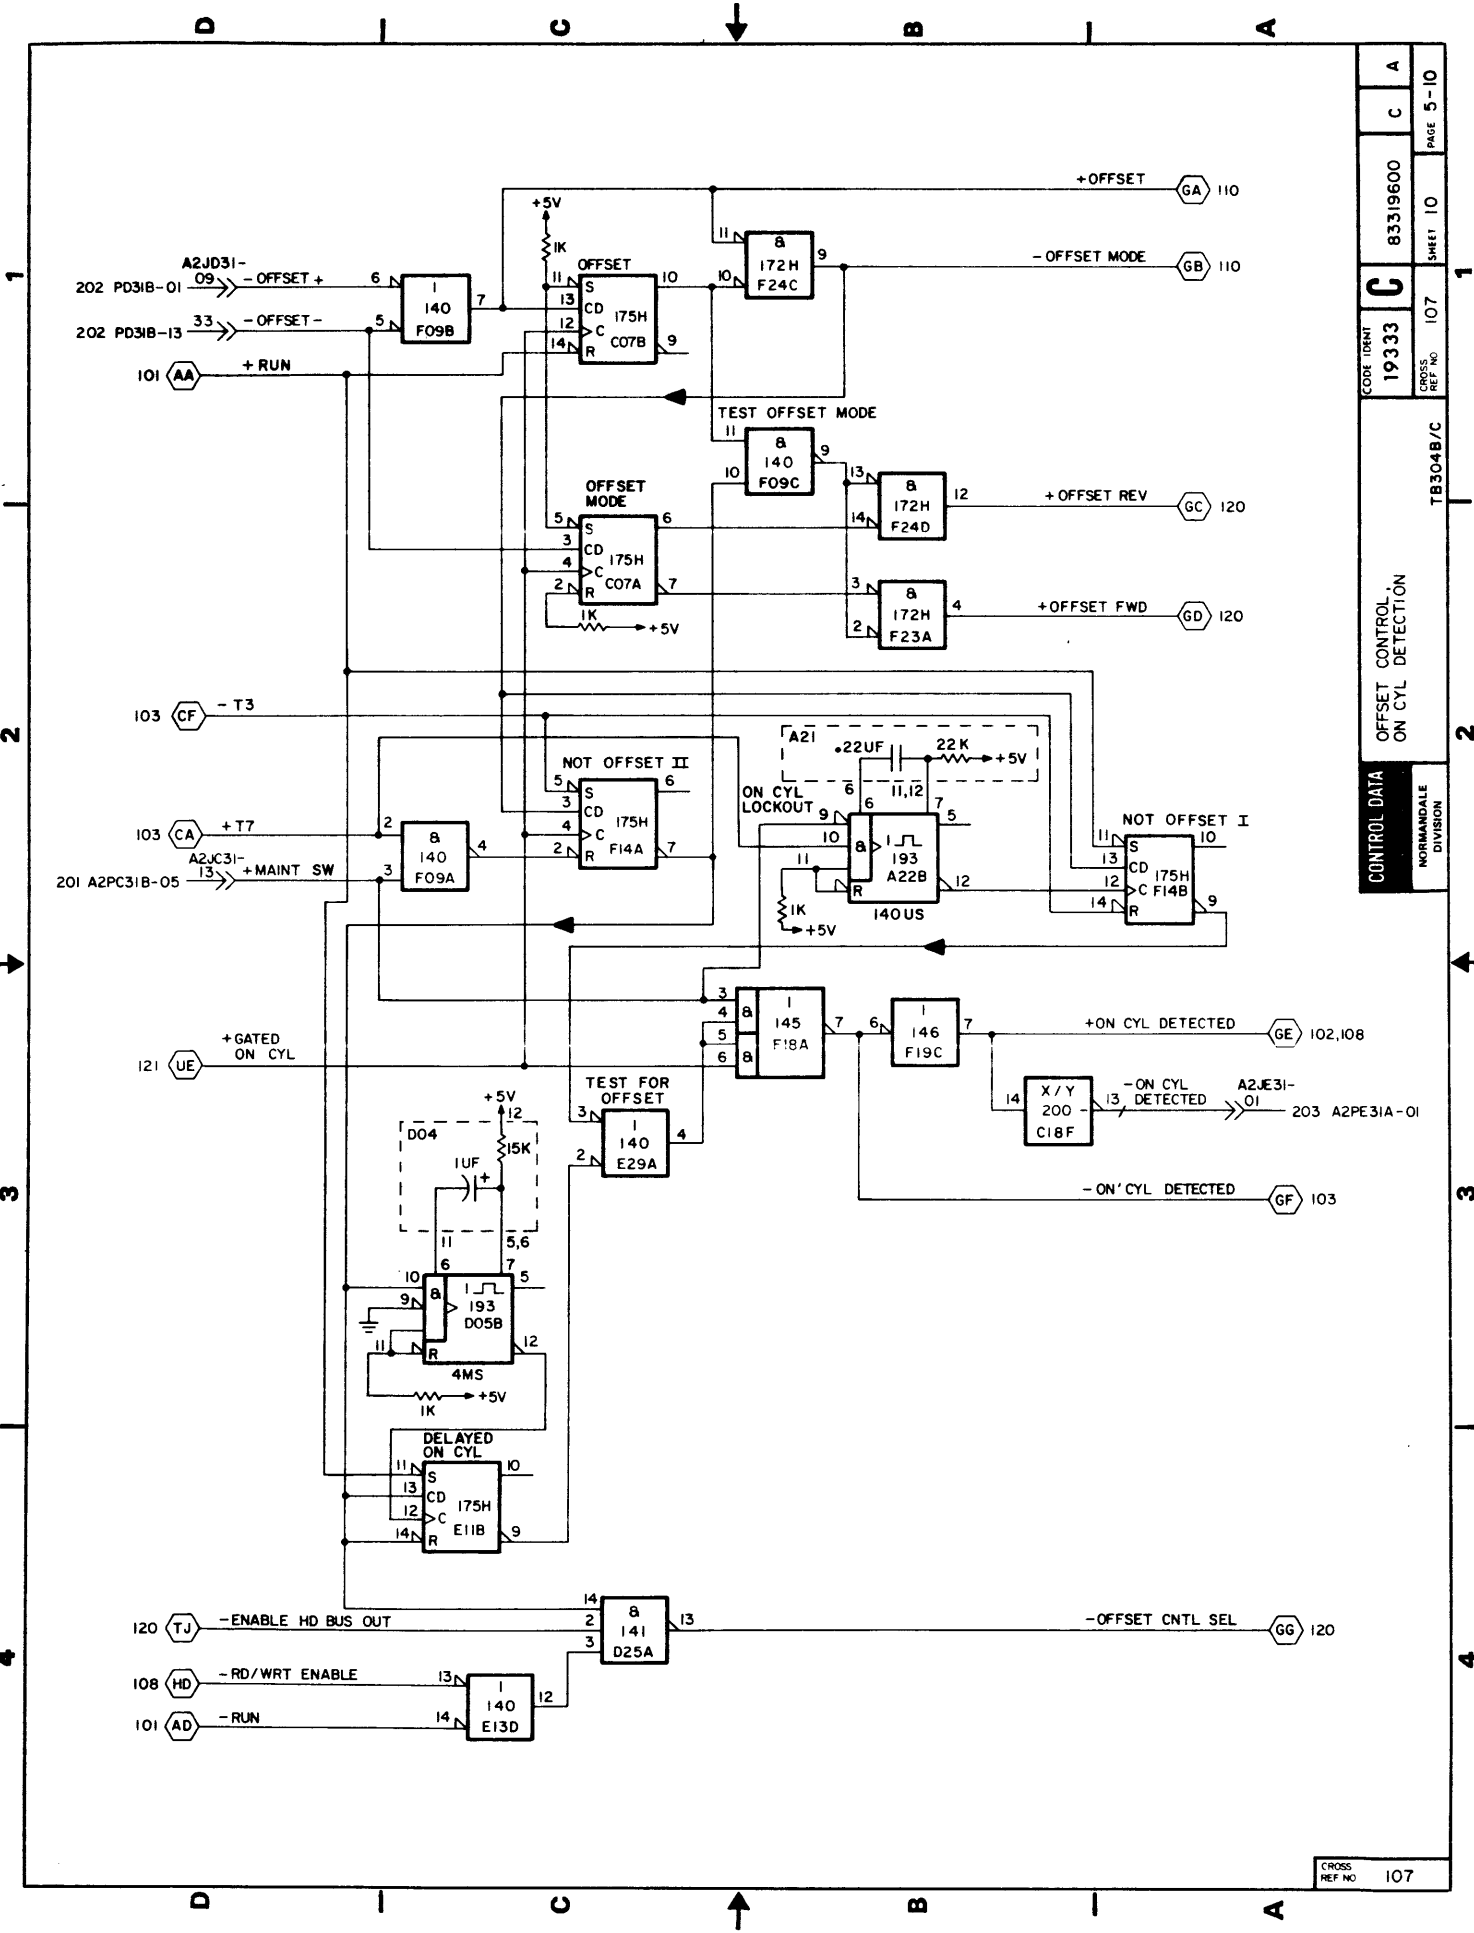 D C B A
+OFFSET GA 110
+5V
1K
A2JD31-
202 PD31B-01 09 -OFFSET+
6 1 140 F09B 7
OFFSET
11 S 10
13 CD 175H
12 C C07B
14 R 9
11 & 172H F24C 9
10
-OFFSET MODE GB 110
202 PD31B-13 33 -OFFSET-
5
101 AA +RUN
TEST OFFSET MODE
11 & 140 F09C 9
10
OFFSET
MODE
5 S 6
3 CD 175H
4 C C07A
2 R 7
1K +5V
13 & 172H F24D 12
14
+OFFSET REV GC 120
3 & 172H F23A 4
2
+OFFSET FWD GD 120
103 CF -T3
A21
.22UF 22K +5V
6 11,12
NOT OFFSET II
5 S 6
3 CD 175H
4 C F14A
2 R 7
ON CYL
LOCKOUT
9 6 7 5
10 & 1 193
11 A22B
R 12
140US
1K
+5V
NOT OFFSET I
11 S 10
13 CD 175H
12 C F14B
14 R 9
103 CA +T7
2 & 140 F09A 4
A2JC31-
201 A2PC31B-05 13 +MAINT SW
3
3 & 1 145 F18A 7
4
5
6 &
6 1 146 F19C 7
+ON CYL DETECTED GE 102,108
+GATED
ON CYL
121 UE
TEST FOR
OFFSET
3 1 140 E29A 4
2
14 X/Y 200 C18F 13
-ON CYL
DETECTED
A2JE31-
01 203 A2PE31A-01
-ON'CYL DETECTED GF 103
+5V
12
D04
15K
1UF +
11 5,6
6 7
10 & 1 5
9 193
D05B
11 R 12
4MS
1K +5V
DELAYED
ON CYL
11 S 10
13 CD
12 C 175H
14 R E11B 9
14 & 141 D25A 13
2
3
120 TJ -ENABLE HD BUS OUT
-OFFSET CNTL SEL GG 120
108 HD -RD/WRT ENABLE
13 1 140 E13D 12
14
101 AD -RUN
1 2 3 4
1 2 3 4
D C B A
CONTROL DATA
NORMANDALE
DIVISION
OFFSET CONTROL,
ON CYL DETECTION
TB304B/C
CODE IDENT
19333
C
83319600
C
A
CROSS
REF NO
107
SHEET 10
PAGE 5-10
CROSS
REF NO
107